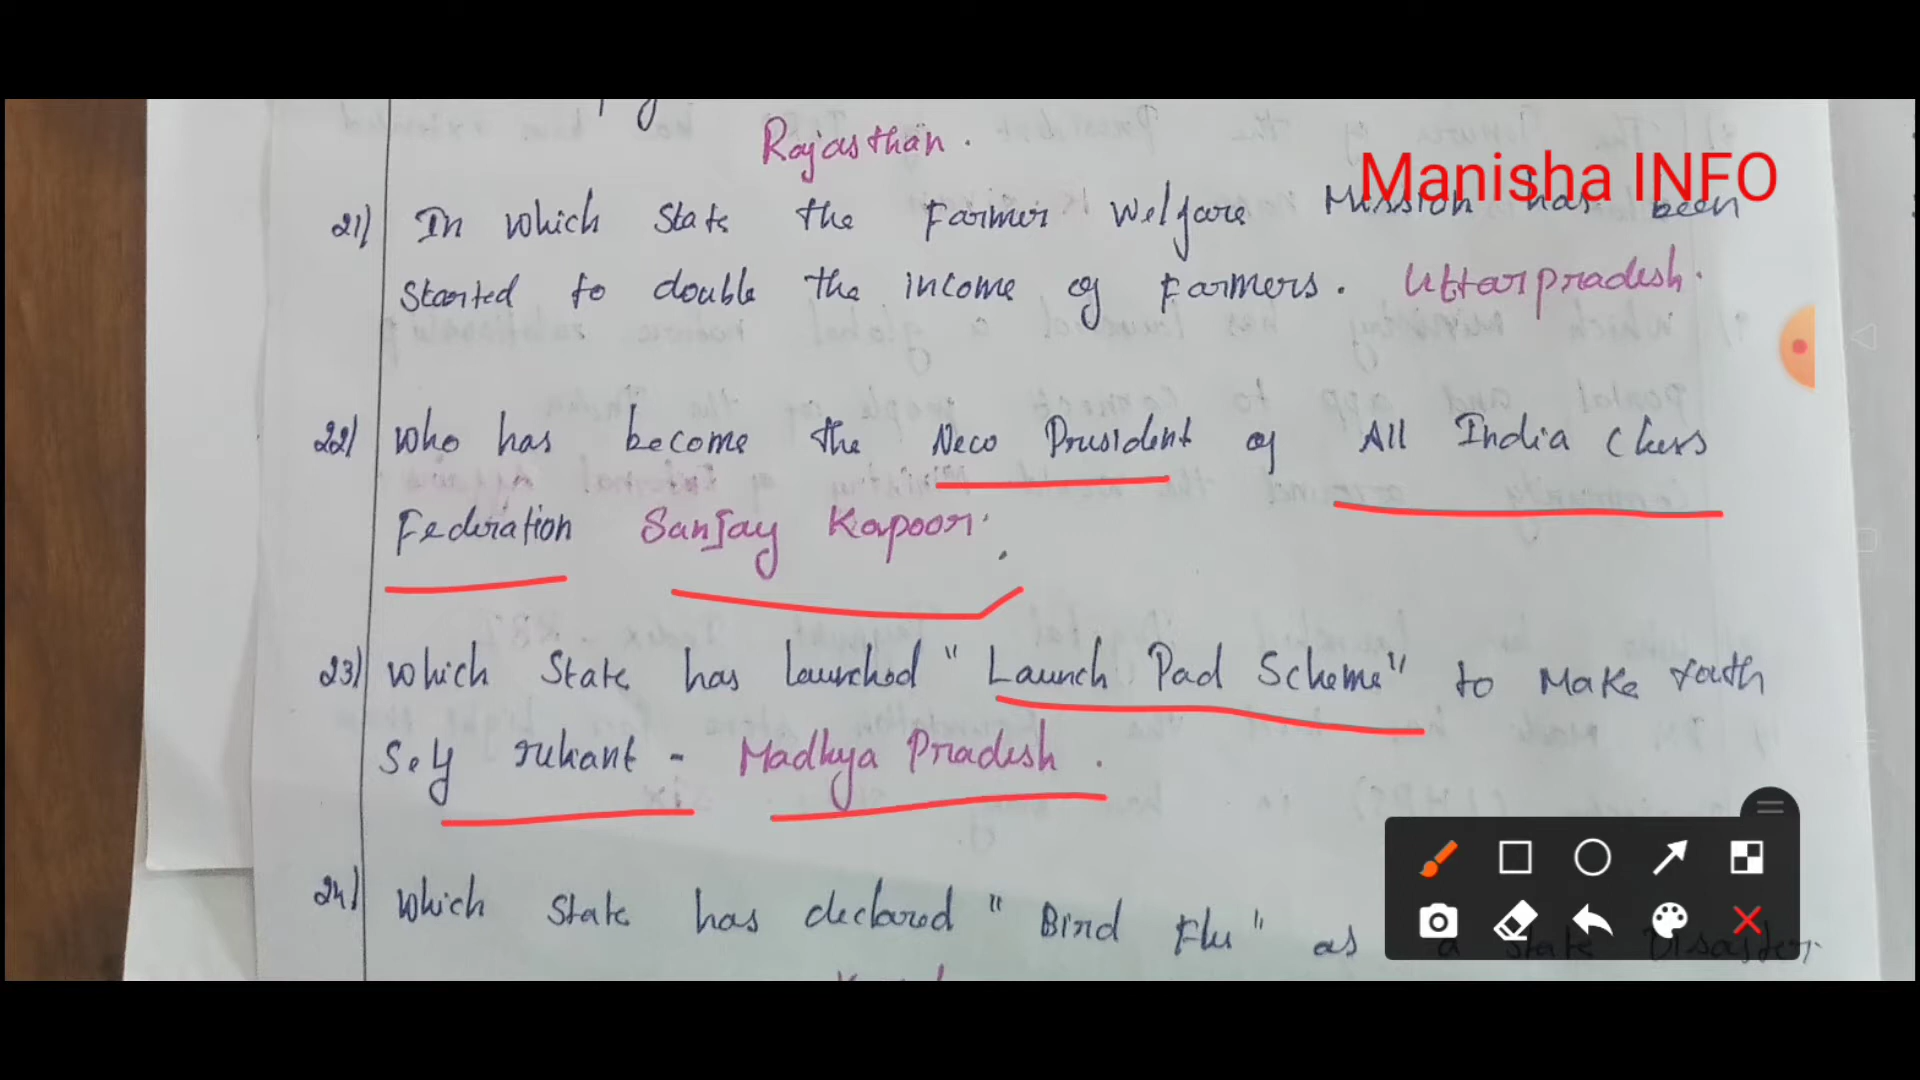 Rajasthan.
Manisha INFO
21) In which State the Farmer Welfare Mission has been
Started to double the income of Farmers. Uttarpradesh.
22) Who has become the New President of All India Chess
Federation Sanjay Kapoor.
23) Which State has launched "Launch Pad Scheme" to Make Youth
Self reliant - Madhya Pradesh.
24) Which State has declared "Bird Flu" as a State Disaster